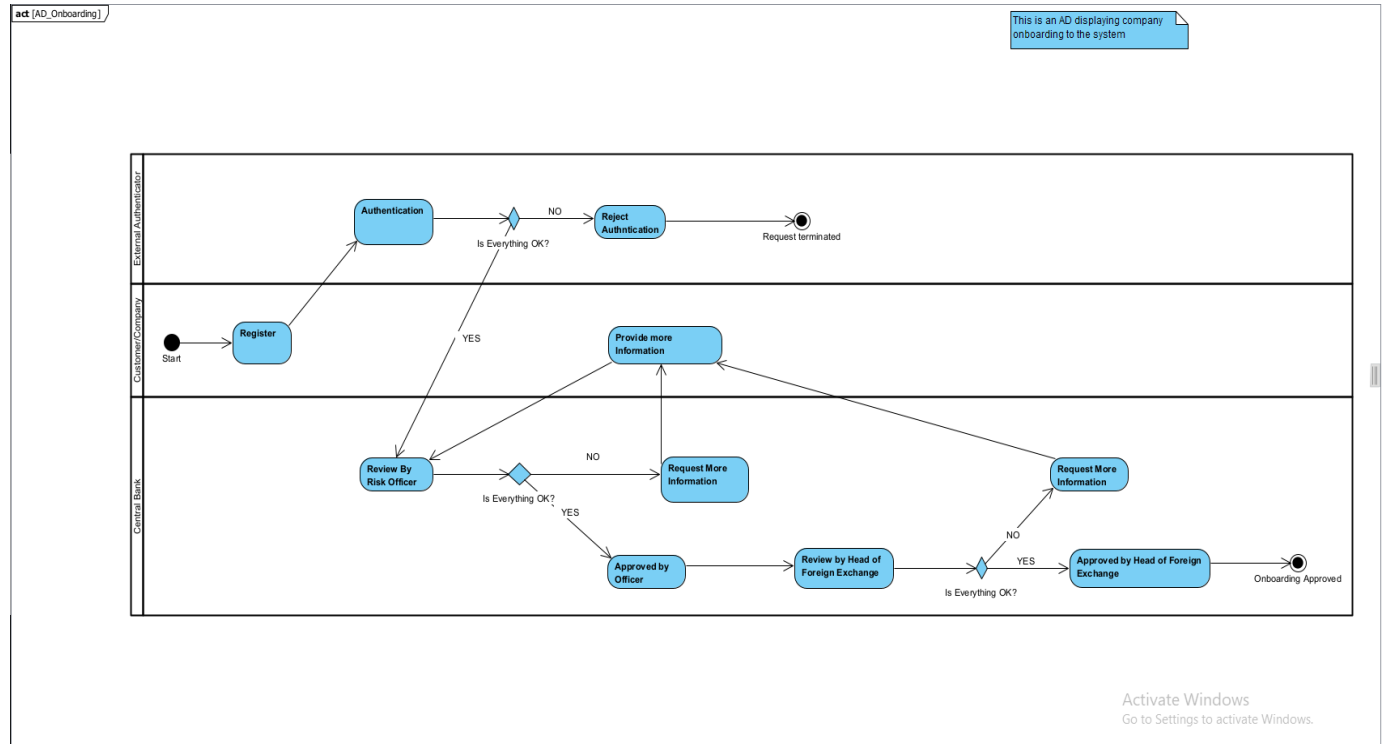 act [AD_Onboarding]
This is an AD displaying company
onboarding to the system
External Authenticator
Authentication
Is Everything OK?
NO
Reject
Authntication
Request terminated
YES
Customer/Company
Start
Register
Provide more
Information
Central Bank
Review By
Risk Officer
Is Everything OK?
NO
Request More
Information
YES
Approved by
Officer
Review by Head of
Foreign Exchange
Is Everything OK?
NO
Request More
Information
YES
Approved by Head of Foreign
Exchange
Onboarding Approved
Activate Windows
Go to Settings to activate Windows.